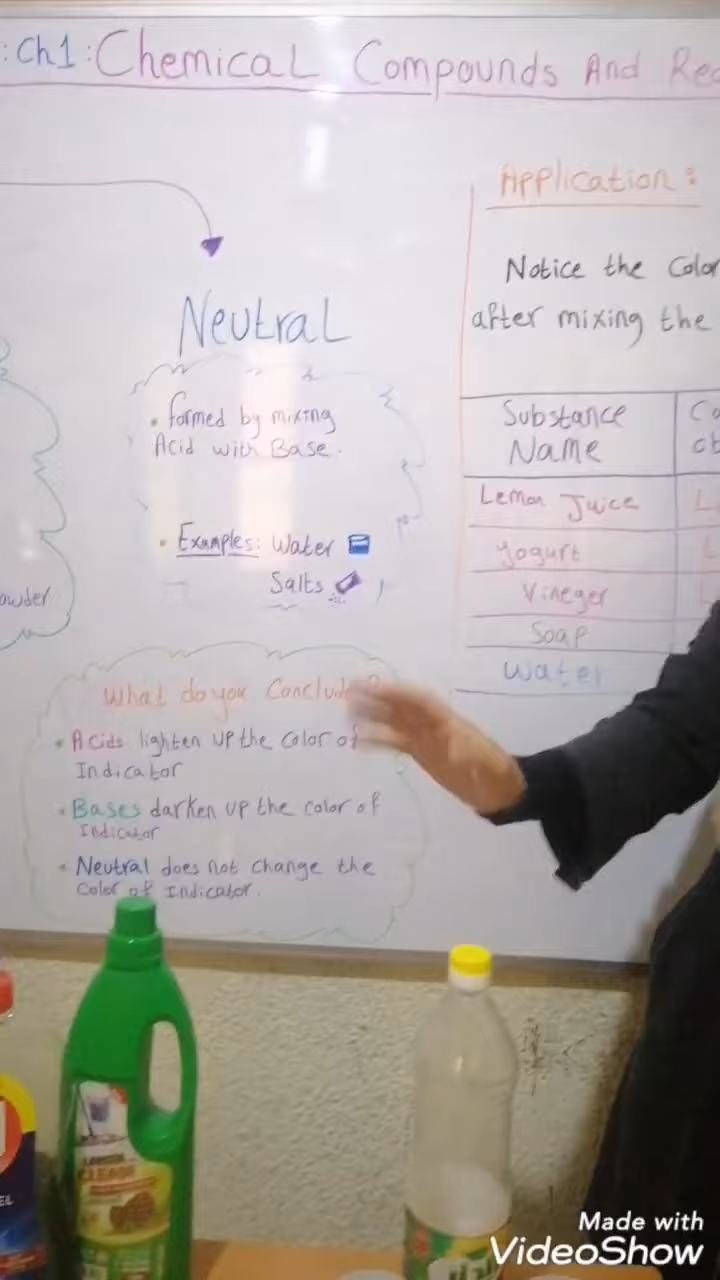 :Ch1: Chemical Compounds And Rea
Neutral
• formed by mixing
Acid with Base.
• Examples: Water
Salts
owder
What do you Conclude?
• Acids lighten up the color of
Indicator
• Bases darken up the color of
Indicator
• Neutral does not change the
Color of Indicator.
Application:
Notice the Color
after mixing the
Substance
Name
Lemon Juice
Yogurt
Vineger
Soap
Water
Made with
VideoShow